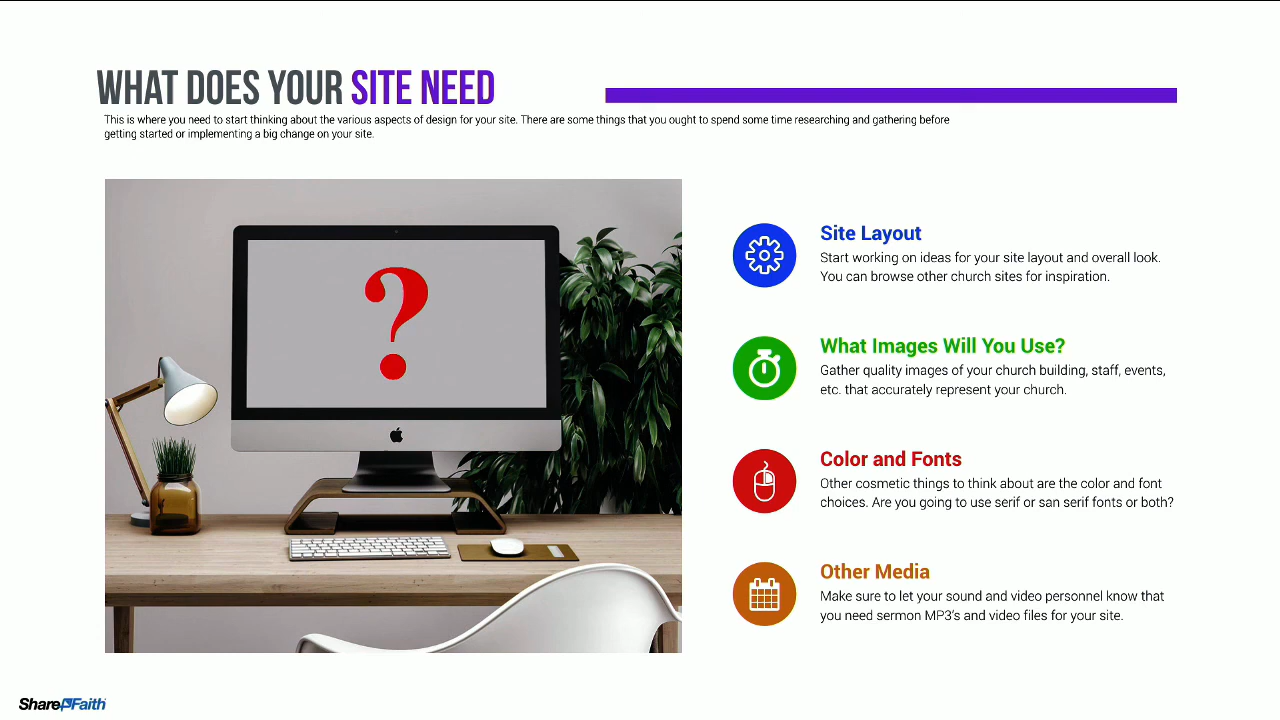 WHAT DOES YOUR SITE NEED
This is where you need to start thinking about the various aspects of design for your site. There are some things that you ought to spend some time researching and gathering before
getting started or implementing a big change on your site.
?
Site Layout
Start working on ideas for your site layout and overall look.
You can browse other church sites for inspiration.
What Images Will You Use?
Gather quality images of your church building, staff, events,
etc. that accurately represent your church.
Color and Fonts
Other cosmetic things to think about are the color and font
choices. Are you going to use serif or san serif fonts or both?
Other Media
Make sure to let your sound and video personnel know that
you need sermon MP3's and video files for your site.
ShareFaith